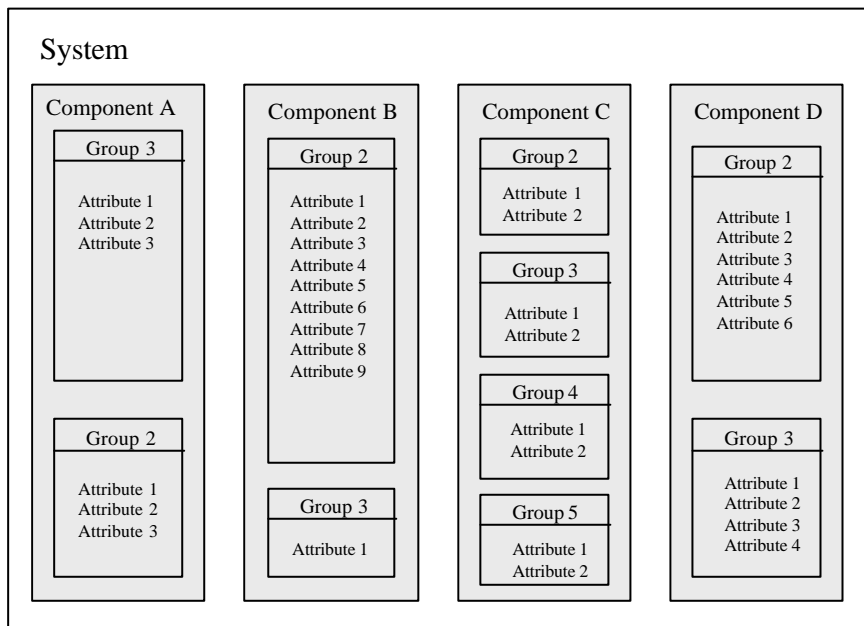 System
Component A
Group 3
Attribute 1
Attribute 2
Attribute 3
Group 2
Attribute 1
Attribute 2
Attribute 3
Component B
Group 2
Attribute 1
Attribute 2
Attribute 3
Attribute 4
Attribute 5
Attribute 6
Attribute 7
Attribute 8
Attribute 9
Group 3
Attribute 1
Component C
Group 2
Attribute 1
Attribute 2
Group 3
Attribute 1
Attribute 2
Group 4
Attribute 1
Attribute 2
Group 5
Attribute 1
Attribute 2
Component D
Group 2
Attribute 1
Attribute 2
Attribute 3
Attribute 4
Attribute 5
Attribute 6
Group 3
Attribute 1
Attribute 2
Attribute 3
Attribute 4